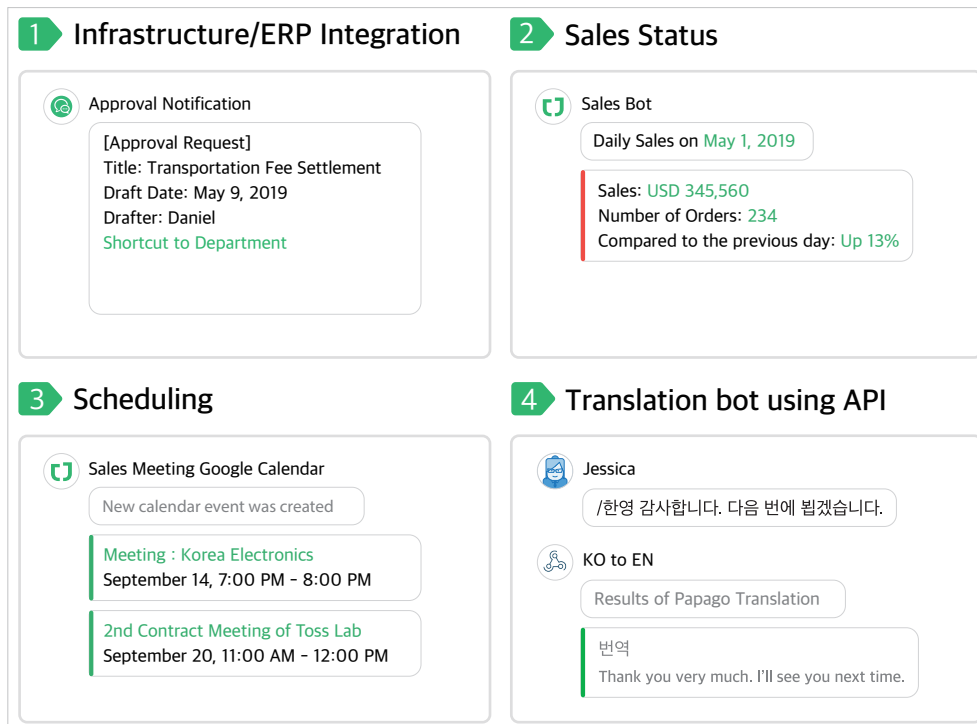 1 Infrastructure/ERP Integration
Approval Notification
[Approval Request]
Title: Transportation Fee Settlement
Draft Date: May 9, 2019
Drafter: Daniel
Shortcut to Department
2 Sales Status
Sales Bot
Daily Sales on May 1, 2019
Sales: USD 345,560
Number of Orders: 234
Compared to the previous day: Up 13%
3 Scheduling
Sales Meeting Google Calendar
New calendar event was created
Meeting : Korea Electronics
September 14, 7:00 PM - 8:00 PM
2nd Contract Meeting of Toss Lab
September 20, 11:00 AM - 12:00 PM
4 Translation bot using API
Jessica
/한영 감사합니다. 다음 번에 뵙겠습니다.
KO to EN
Results of Papago Translation
번역
Thank you very much. I'll see you next time.